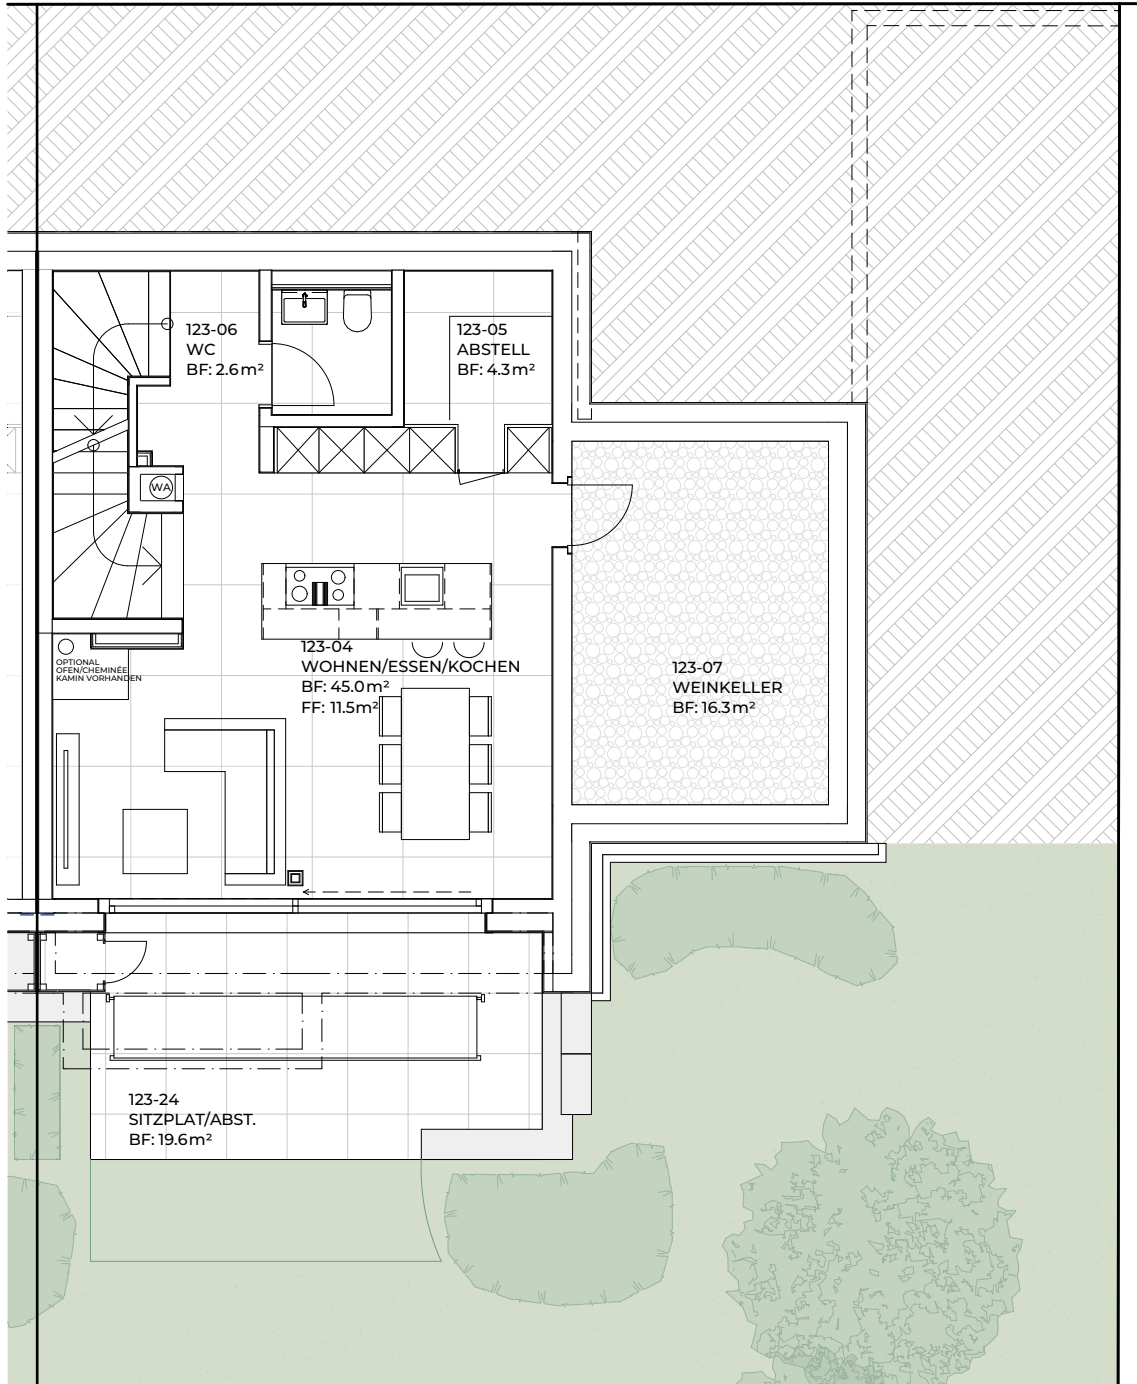 123-06
WC
BF: 2.6m²
123-05
ABSTELL
BF: 4.3m²
WA
OPTIONAL
OFEN/CHEMINÉE
KAMIN VORHANDEN
123-04
WOHNEN/ESSEN/KOCHEN
BF: 45.0m²
FF: 11.5m²
123-07
WEINKELLER
BF: 16.3m²
123-24
SITZPLAT/ABST.
BF: 19.6m²